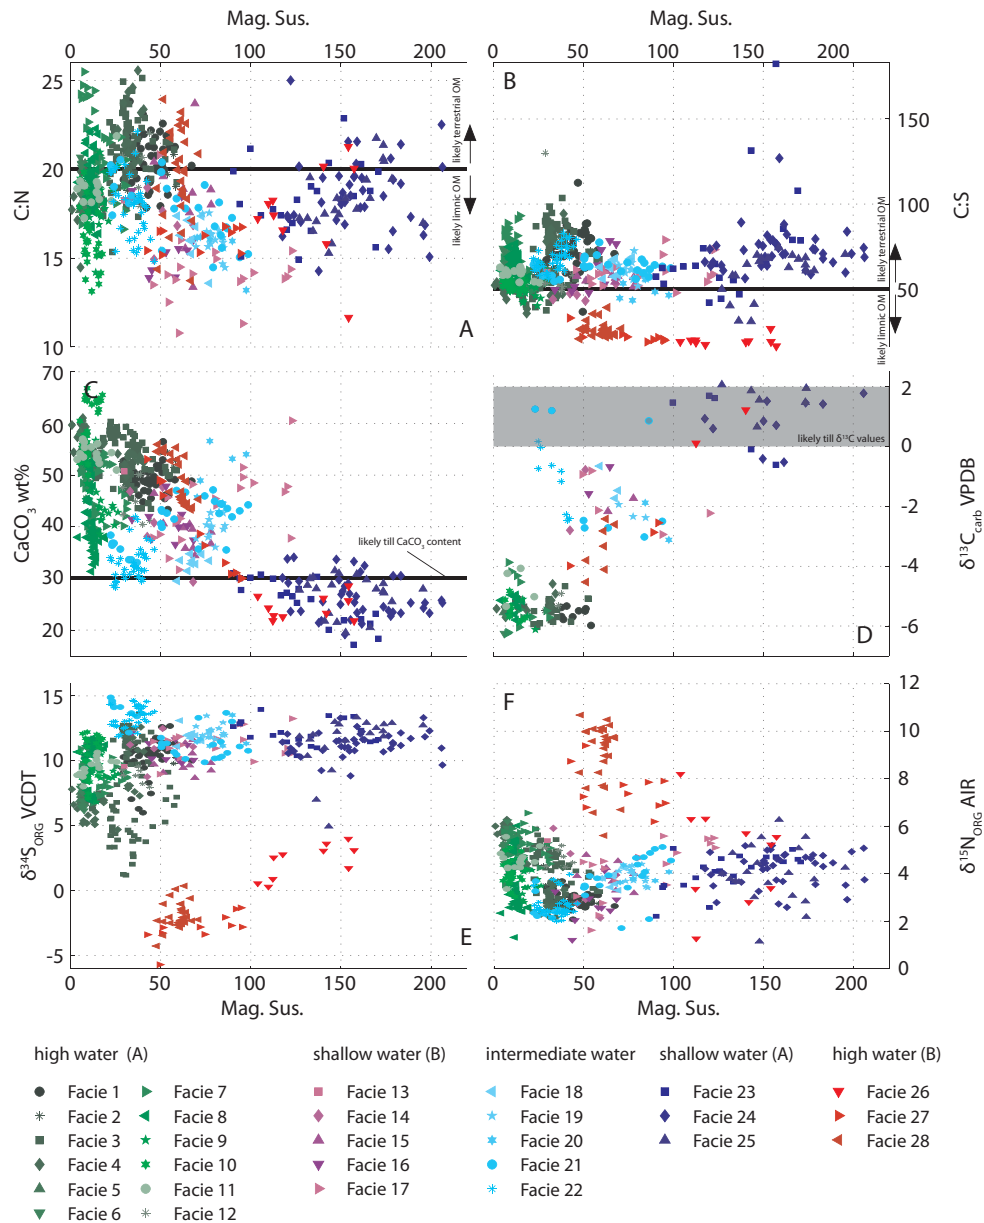 Mag. Sus.
Mag. Sus.
0 50 100 150 200
0 50 100 150 200
25
20
15
10
C:N
likely terrestrial OM
likely limnic OM
A
B
150
100
50
C:S
likely terrestrial OM
likely limnic OM
70
60
50
40
30
20
CaCO₃ wt%
C
likely till CaCO₃ content
2
0
-2
-4
-6
δ¹³C carb VPDB
likely till δ¹³C values
D
15
10
5
0
-5
δ³⁴S ORG VCDT
E
F
12
10
8
6
4
2
0
δ¹⁵N ORG AIR
0 50 100 150 200
0 50 100 150 200
Mag. Sus.
Mag. Sus.
high water (A)
Facie 1
Facie 2
Facie 3
Facie 4
Facie 5
Facie 6
Facie 7
Facie 8
Facie 9
Facie 10
Facie 11
Facie 12
shallow water (B)
Facie 13
Facie 14
Facie 15
Facie 16
Facie 17
intermediate water
Facie 18
Facie 19
Facie 20
Facie 21
Facie 22
shallow water (A)
Facie 23
Facie 24
Facie 25
high water (B)
Facie 26
Facie 27
Facie 28